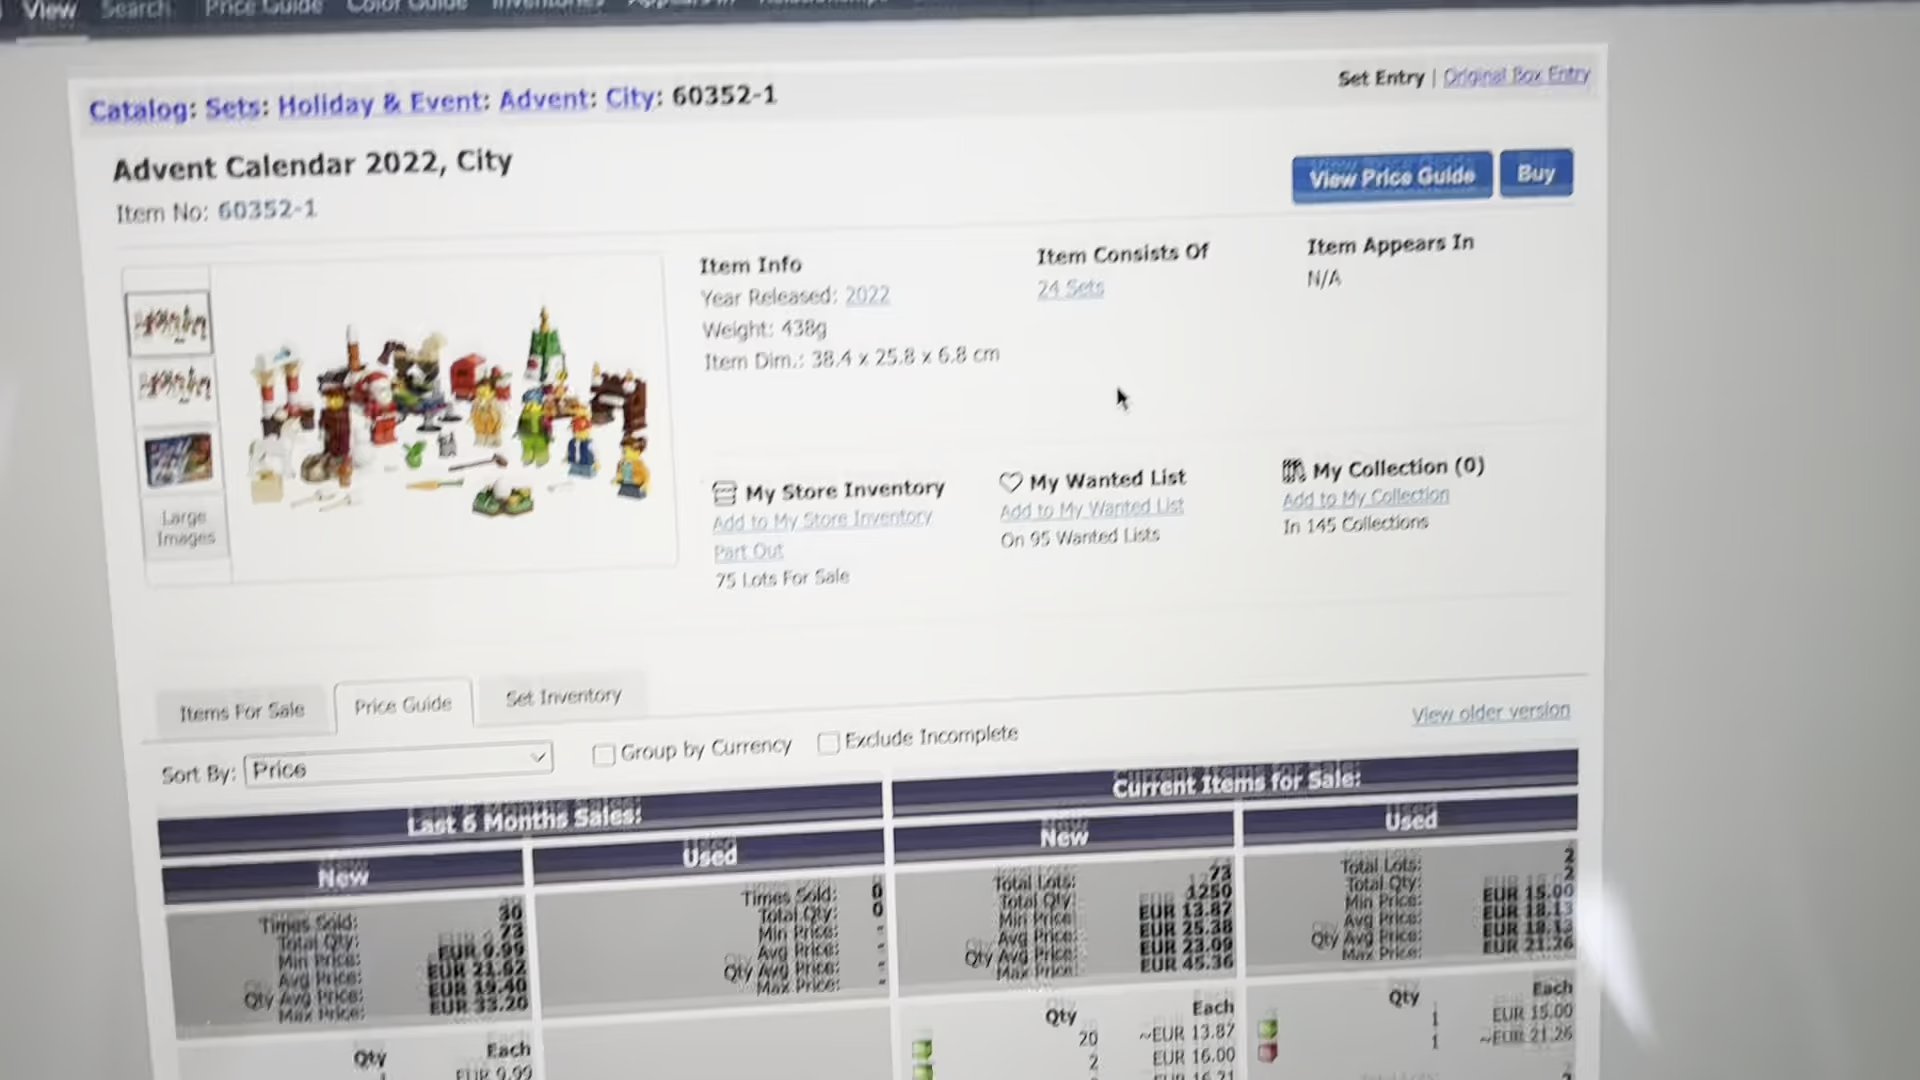 View Search Price Guide Color Guide Inventories Appears In Relationships
Set Entry | Original Box Entry
Catalog: Sets: Holiday & Event: Advent: City: 60352-1
Advent Calendar 2022, City
View Price Guide
Buy
Item No: 60352-1
Item Info
Year Released: 2022
Weight: 438g
Item Dim.: 38.4 x 25.8 x 6.8 cm
Item Consists Of
24 Sets
Item Appears In
N/A
Large
Images
My Store Inventory
Add to My Store Inventory
Part Out
75 Lots For Sale
My Wanted List
Add to My Wanted List
On 95 Wanted Lists
My Collection (0)
Add to My Collection
In 145 Collections
Items For Sale
Price Guide
Set Inventory
View older version
Sort By: Price
Group by Currency
Exclude Incomplete
Last 6 Months Sales:
Current Items for Sale:
New
Used
New
Used
Times Sold: 30
Total Qty: 73
Min Price: EUR 9.99
Avg Price: EUR 21.62
Qty Avg Price: EUR 19.40
Max Price: EUR 33.20
Times Sold: 0
Total Qty: 0
Min Price:
Avg Price:
Qty Avg Price:
Max Price:
Total Lots: 73
Total Qty: 1250
Min Price: EUR 13.87
Avg Price: EUR 25.38
Qty Avg Price: EUR 23.09
Max Price: EUR 45.36
Total Lots: 2
Total Qty: 2
Min Price: EUR 15.00
Avg Price: EUR 18.13
Qty Avg Price: EUR 18.13
Max Price: EUR 21.26
Qty Each
EUR 9.99
Qty Each
20 ~EUR 13.87
2 EUR 16.00
Qty Each
1 EUR 15.00
1 ~EUR 21.26